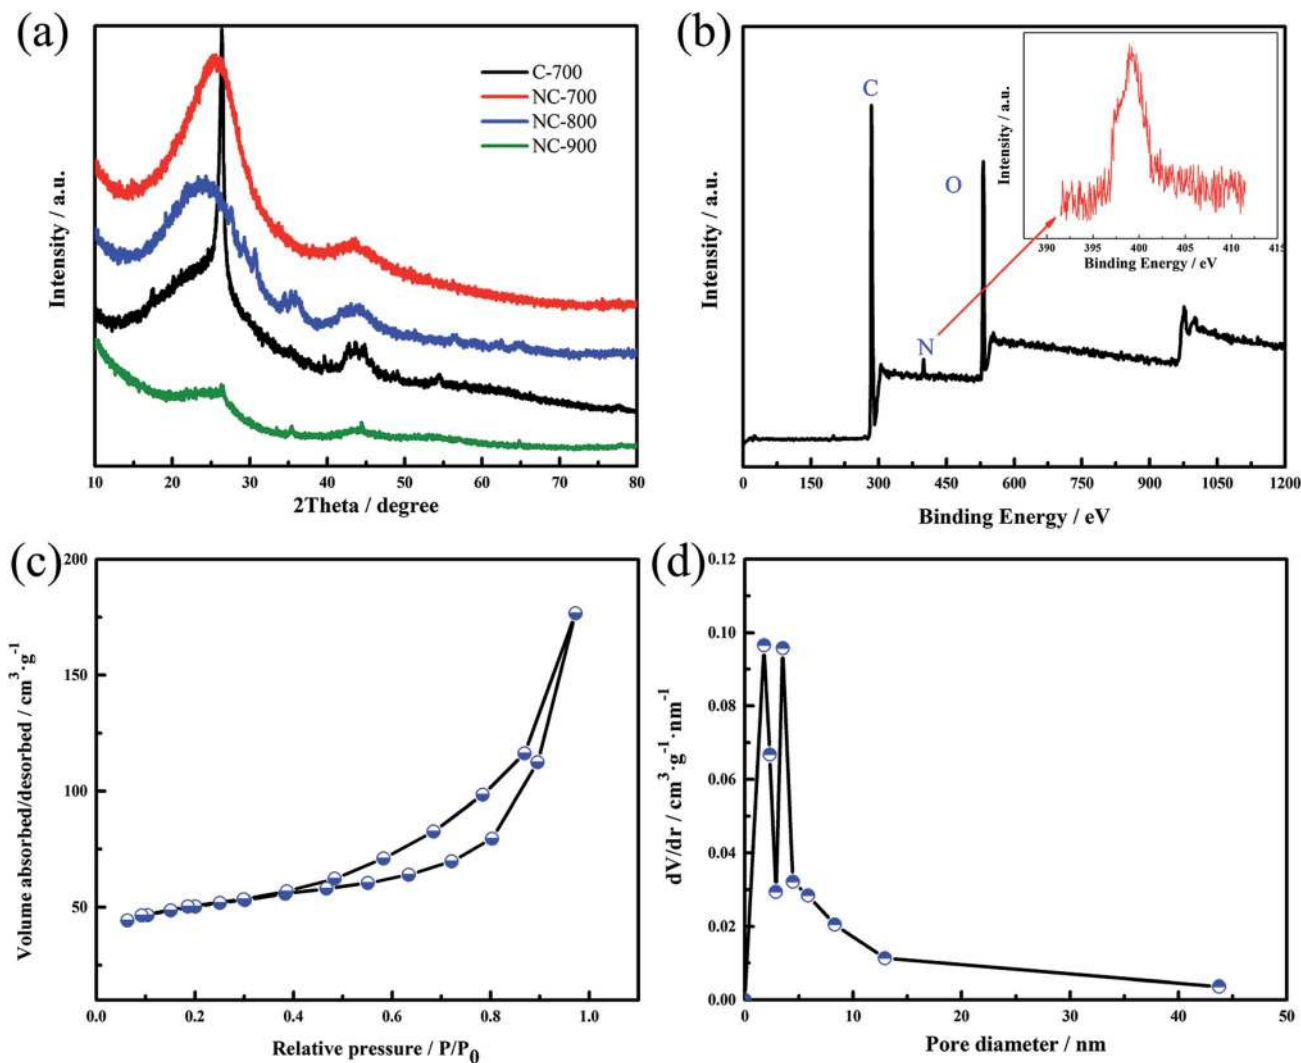 (a)
C-700
NC-700
NC-800
NC-900
Intensity / a.u.
10 20 30 40 50 60 70 80
2Theta / degree
(b)
C
O
N
Intensity / a.u.
0 150 300 450 600 750 900 1050 1200
Binding Energy / eV
Intensity / a.u.
390 395 400 405 410 415
Binding Energy / eV
(c)
200
150
100
50
Volume absorbed/desorbed / cm³·g⁻¹
0.0 0.2 0.4 0.6 0.8 1.0
Relative pressure / P/P₀
(d)
0.12
0.10
0.08
0.06
0.04
0.02
0.00
dV/dr / cm³·g⁻¹·nm⁻¹
0 10 20 30 40 50
Pore diameter / nm